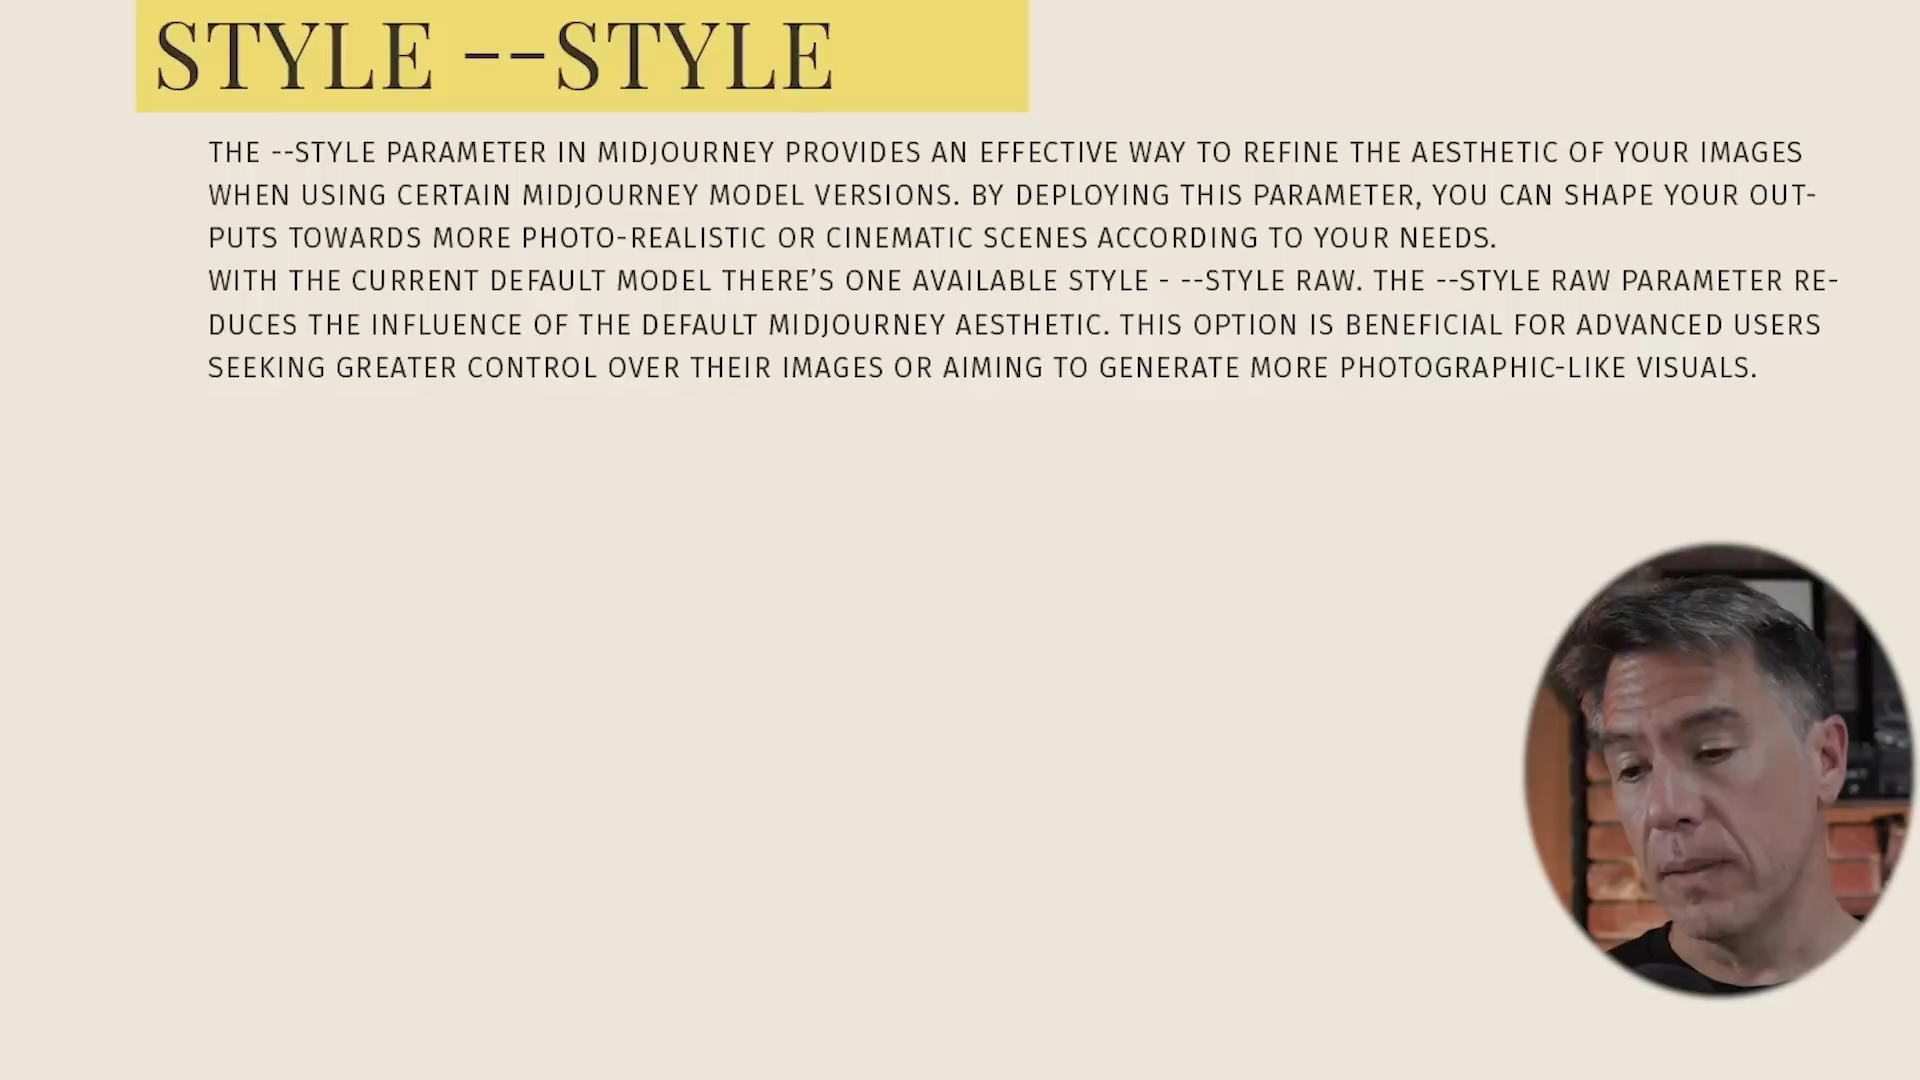 STYLE --STYLE
THE --STYLE PARAMETER IN MIDJOURNEY PROVIDES AN EFFECTIVE WAY TO REFINE THE AESTHETIC OF YOUR IMAGES
WHEN USING CERTAIN MIDJOURNEY MODEL VERSIONS. BY DEPLOYING THIS PARAMETER, YOU CAN SHAPE YOUR OUT-
PUTS TOWARDS MORE PHOTO-REALISTIC OR CINEMATIC SCENES ACCORDING TO YOUR NEEDS.
WITH THE CURRENT DEFAULT MODEL THERE’S ONE AVAILABLE STYLE - --STYLE RAW. THE --STYLE RAW PARAMETER RE-
DUCES THE INFLUENCE OF THE DEFAULT MIDJOURNEY AESTHETIC. THIS OPTION IS BENEFICIAL FOR ADVANCED USERS
SEEKING GREATER CONTROL OVER THEIR IMAGES OR AIMING TO GENERATE MORE PHOTOGRAPHIC-LIKE VISUALS.